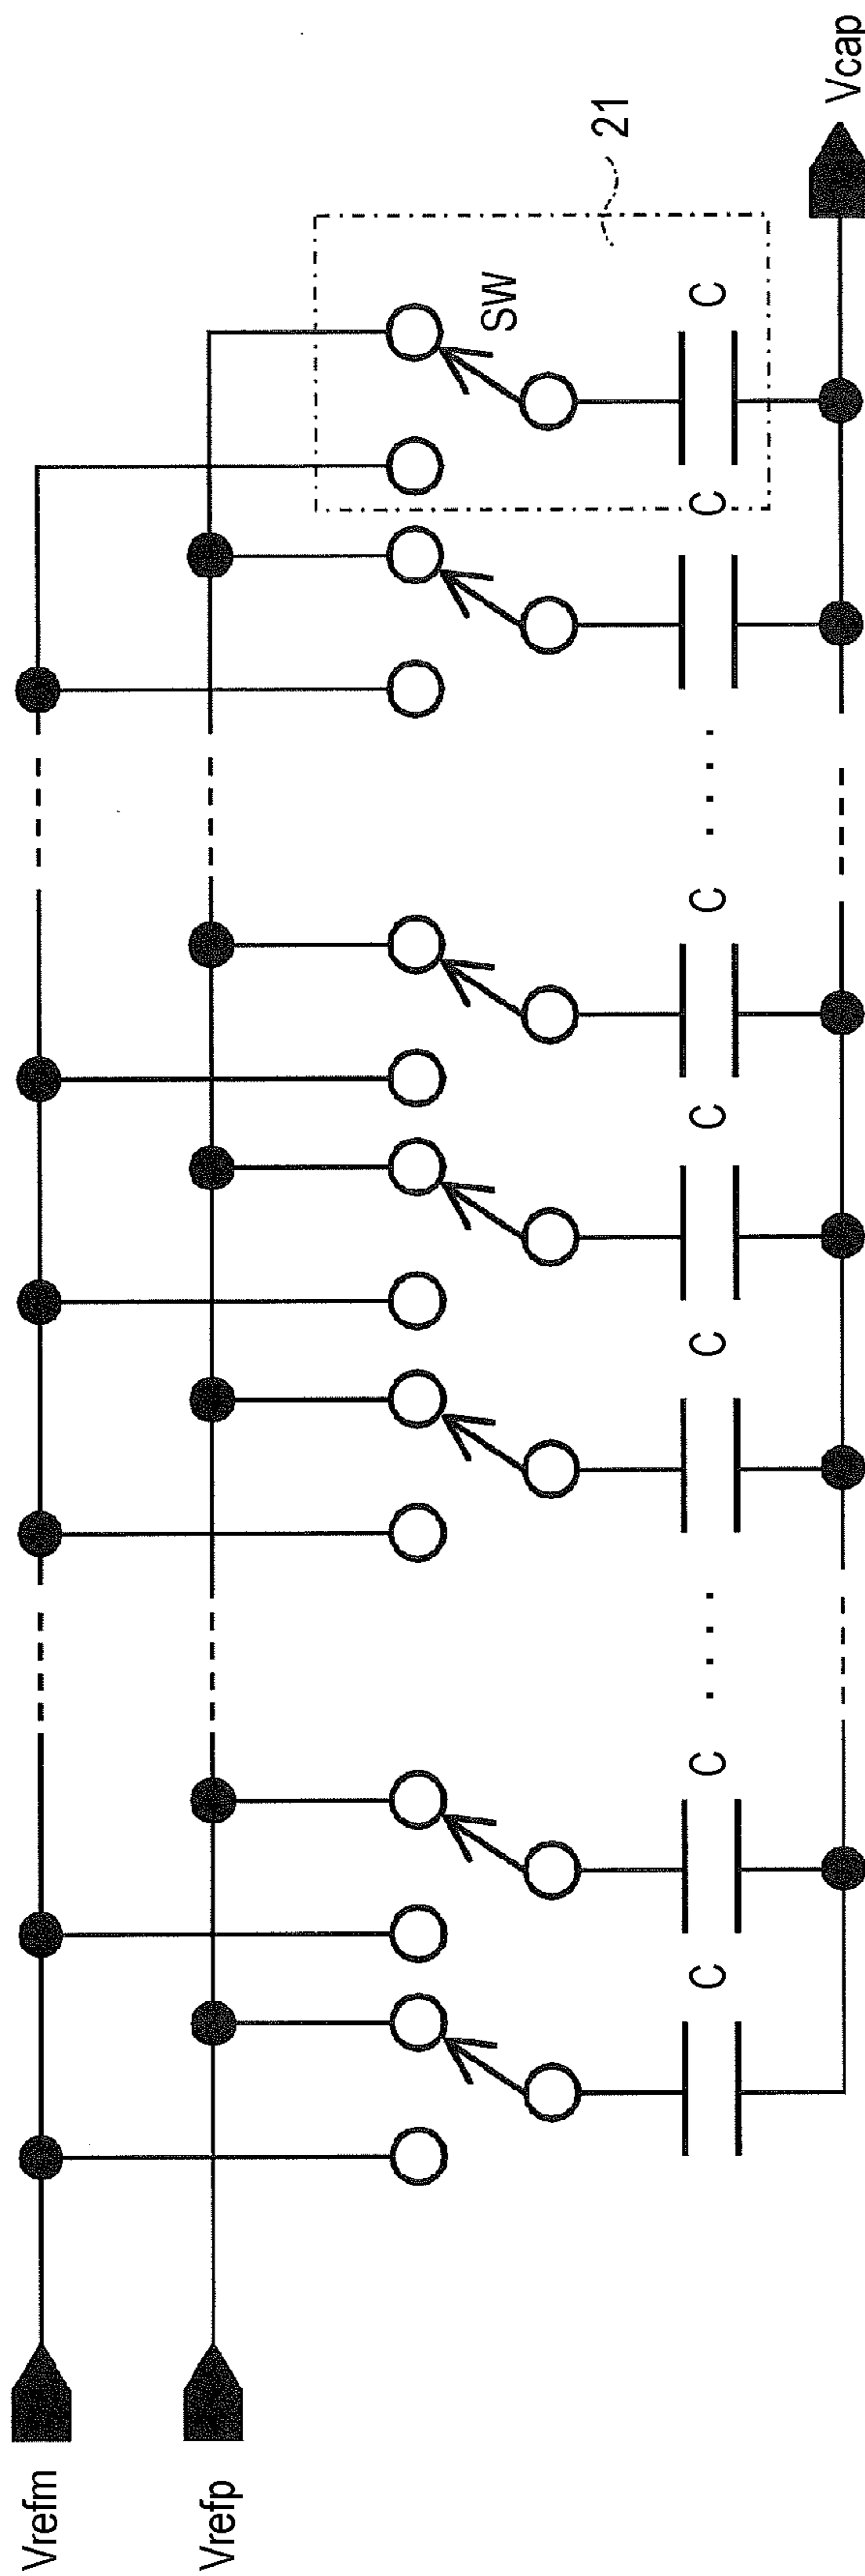 Vrefm
Vrefp
SW
21
C
C
C
C
C
C
C
. . . .
. . . .
Vcap